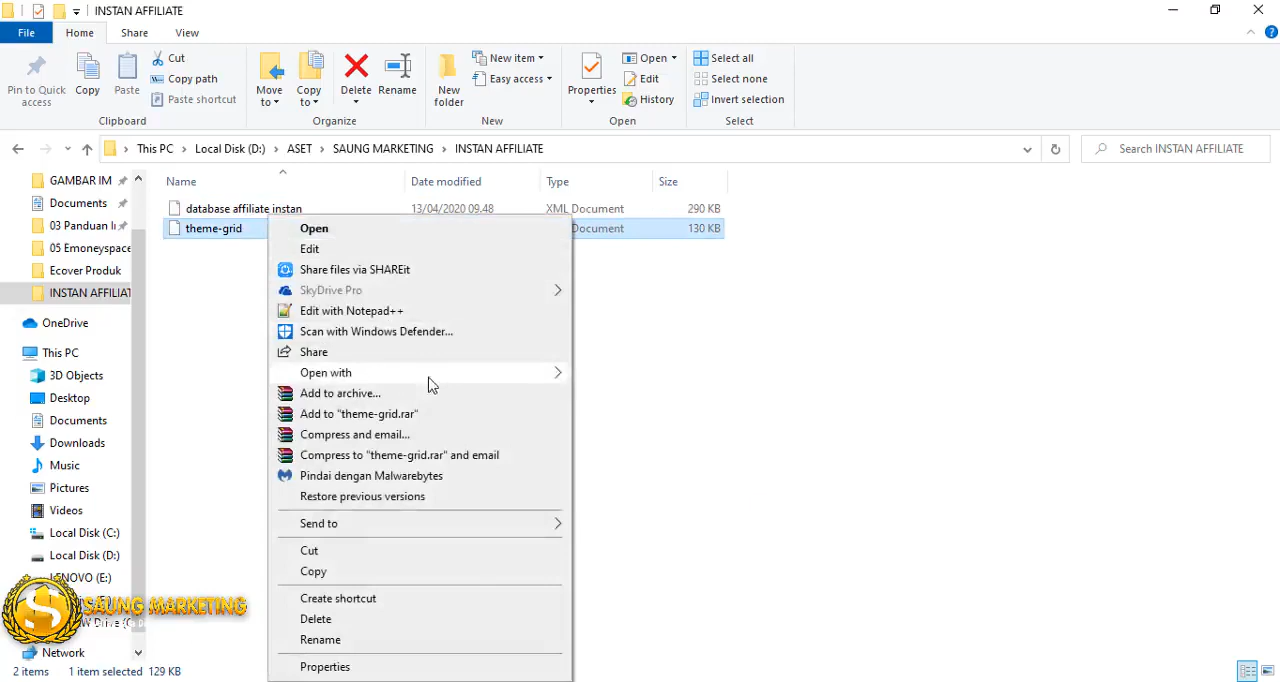 INSTAN AFFILIATE
File Home Share View
Pin to Quick access
Copy
Paste
Cut
Copy path
Paste shortcut
Clipboard
Move to
Copy to
Delete
Rename
Organize
New folder
New item
Easy access
New
Properties
Open
Edit
History
Open
Select all
Select none
Invert selection
Select
This PC > Local Disk (D:) > ASET > SAUNG MARKETING > INSTAN AFFILIATE
Search INSTAN AFFILIATE
GAMBAR IM
Documents
03 Panduan
05 Emoneyspace
Ecover Produk
INSTAN AFFILIAT
OneDrive
This PC
3D Objects
Desktop
Documents
Downloads
Music
Pictures
Videos
Local Disk (C:)
Local Disk (D:)
LENOVO (E:)
Network
Name Date modified Type Size
database affiliate instan 13/04/2020 09.48 XML Document 290 KB
theme-grid Document 130 KB
Open
Edit
Share files via SHAREit
SkyDrive Pro
Edit with Notepad++
Scan with Windows Defender...
Share
Open with
Add to archive...
Add to "theme-grid.rar"
Compress and email...
Compress to "theme-grid.rar" and email
Pindai dengan Malwarebytes
Restore previous versions
Send to
Cut
Copy
Create shortcut
Delete
Rename
Properties
SAUNG MARKETING
2 items 1 item selected 129 KB